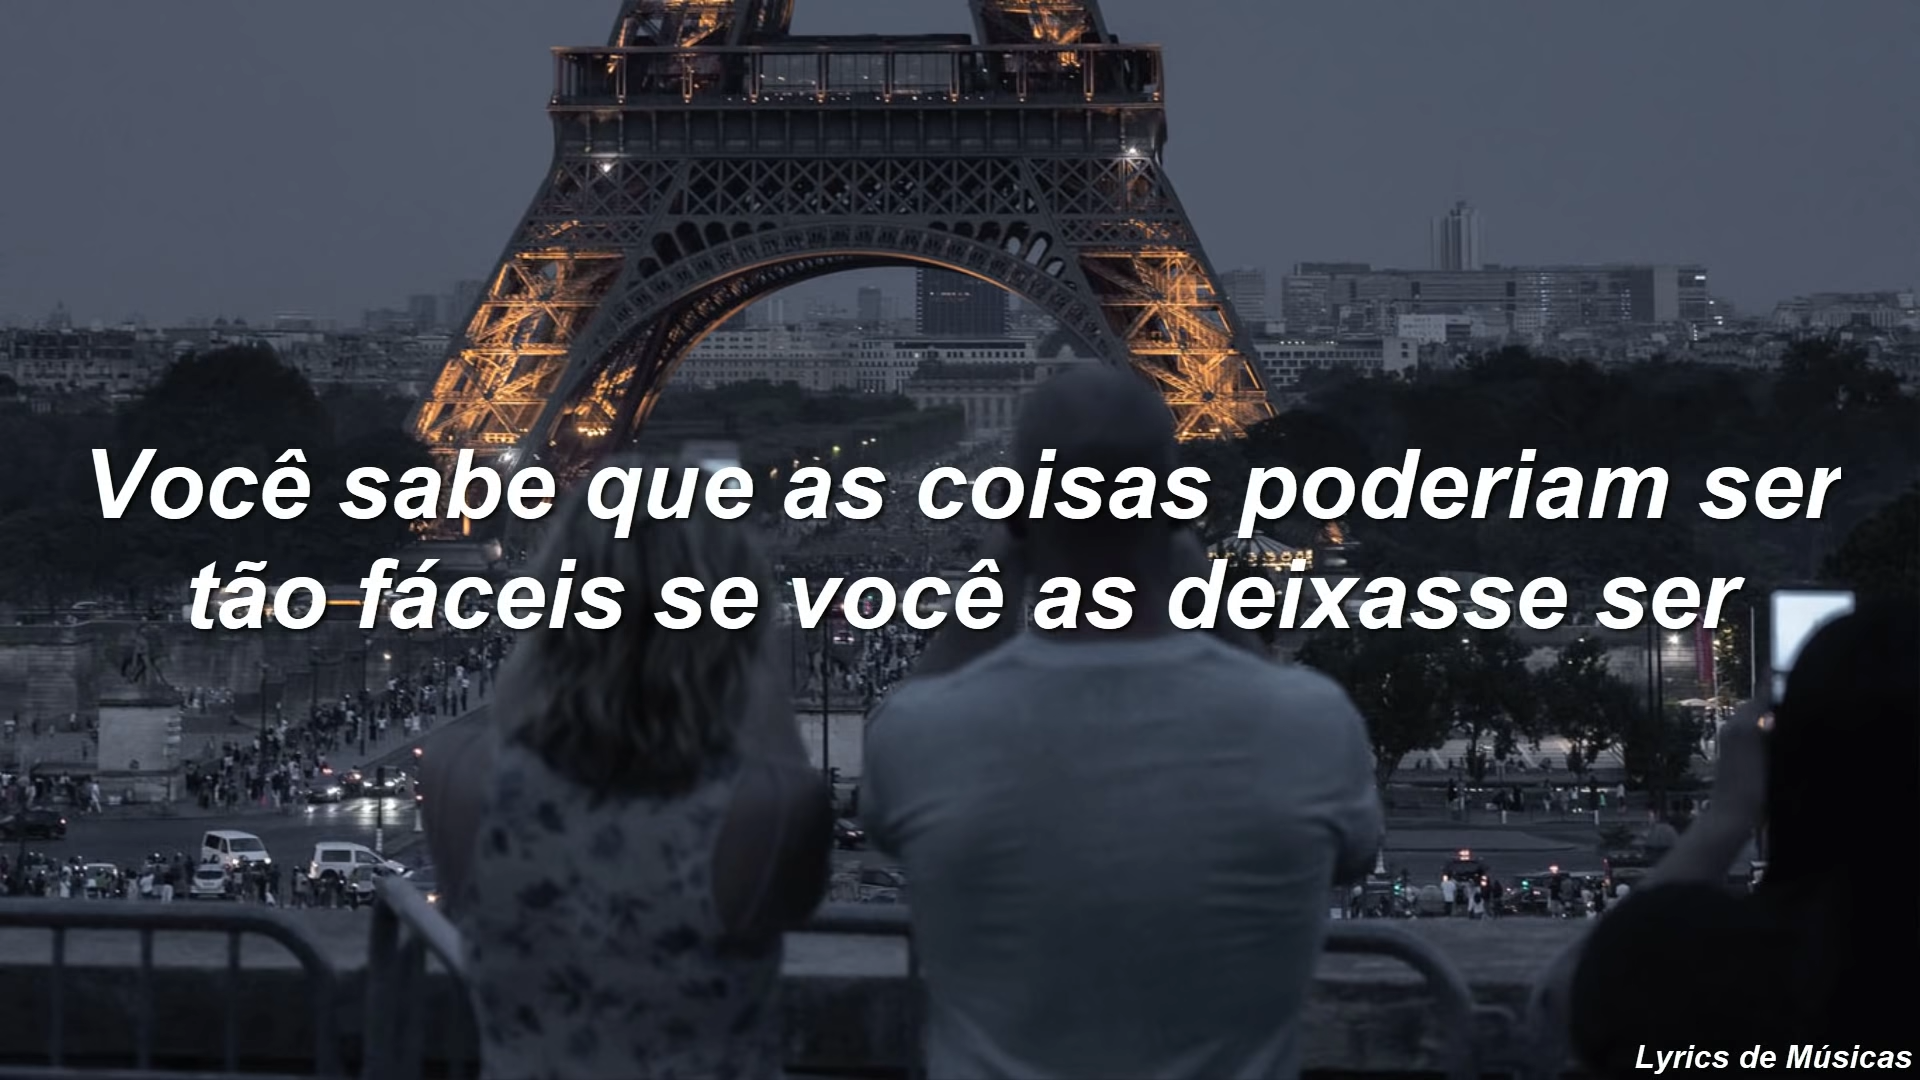 Você sabe que as coisas poderiam ser
tão fáceis se você as deixasse ser
Lyrics de Músicas